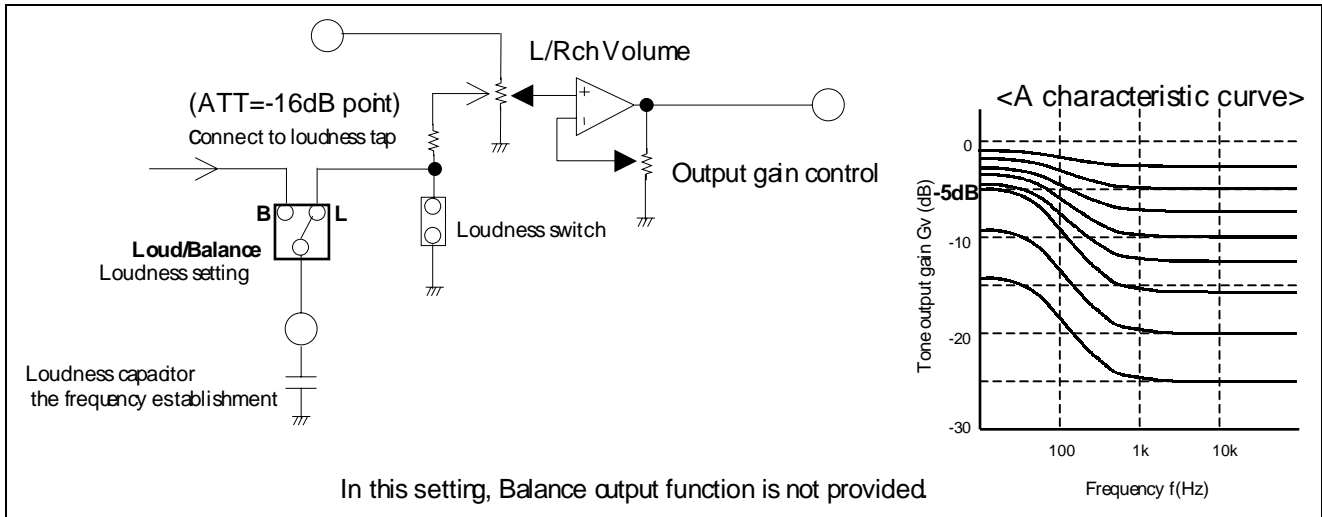 L/Rch Volume
(ATT=-16dB point)
Connect to loudness tap
+
-
Output gain control
B L
Loudness switch
Loud/Balance
Loudness setting
Loudness capacitor
the frequency establishment
<A characteristic curve>
Tone output gain Gv (dB)
0
-5dB
-10
-20
-30
100 1k 10k
Frequency f(Hz)
In this setting, Balance output function is not provided.